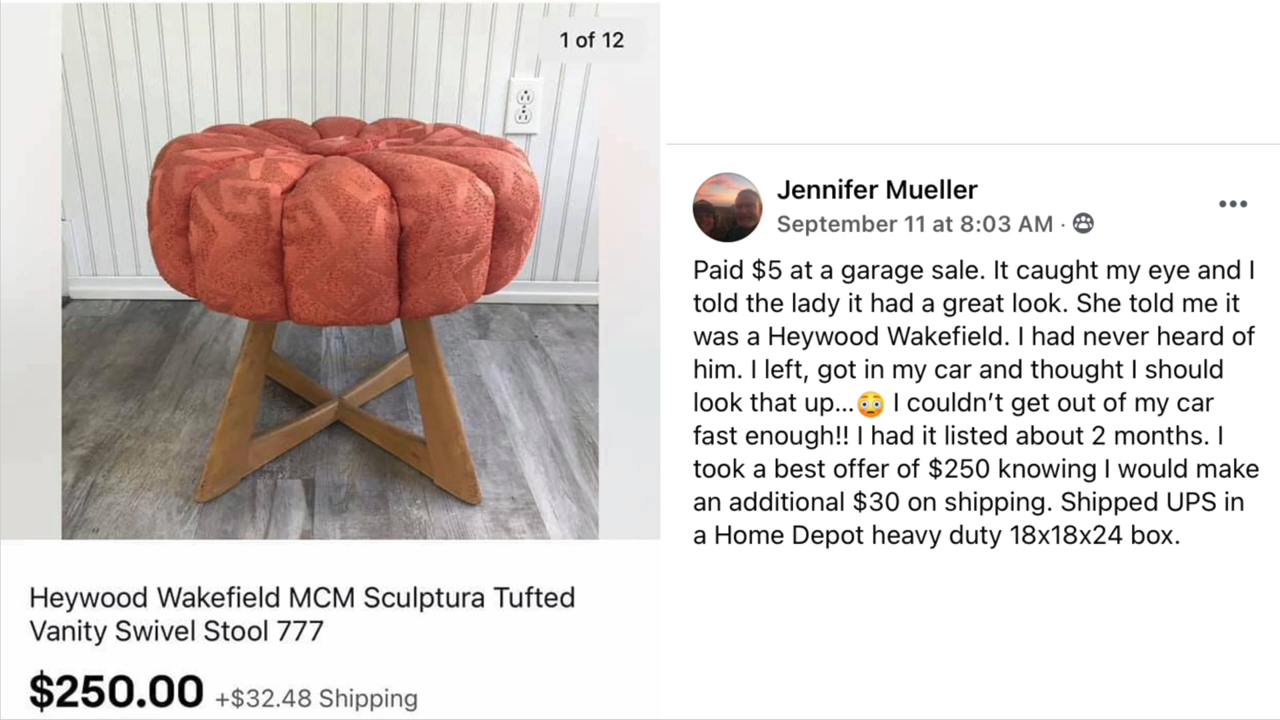 1 of 12
Heywood Wakefield MCM Sculptura Tufted
Vanity Swivel Stool 777
$250.00 +$32.48 Shipping
Jennifer Mueller
September 11 at 8:03 AM ·
Paid $5 at a garage sale. It caught my eye and I
told the lady it had a great look. She told me it
was a Heywood Wakefield. I had never heard of
him. I left, got in my car and thought I should
look that up...😳 I couldn't get out of my car
fast enough!! I had it listed about 2 months. I
took a best offer of $250 knowing I would make
an additional $30 on shipping. Shipped UPS in
a Home Depot heavy duty 18x18x24 box.